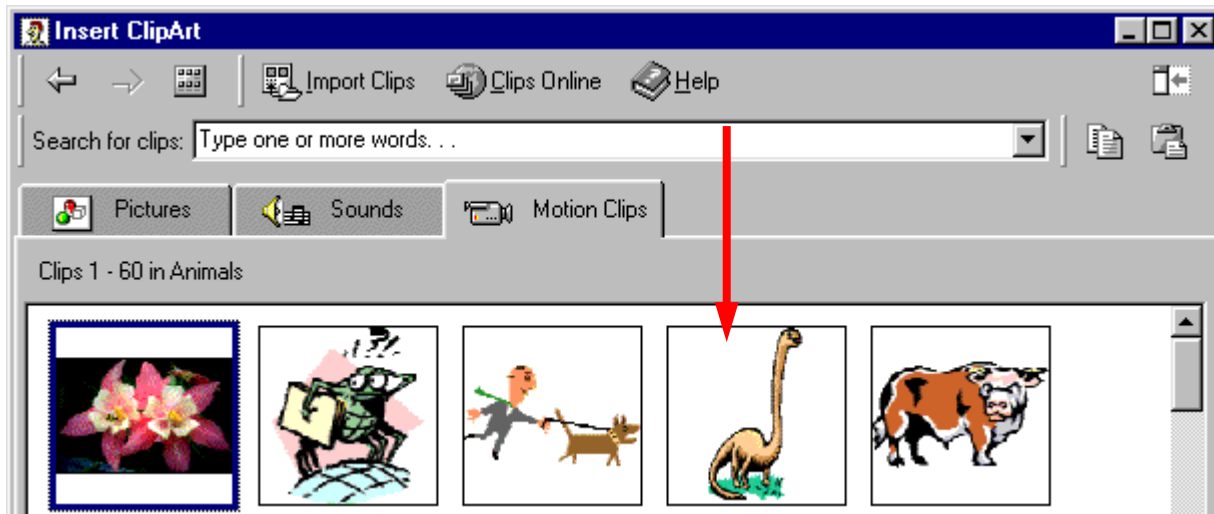 Insert ClipArt
Import Clips Clips Online Help
Search for clips: Type one or more words. . .
Pictures Sounds Motion Clips
Clips 1 - 60 in Animals